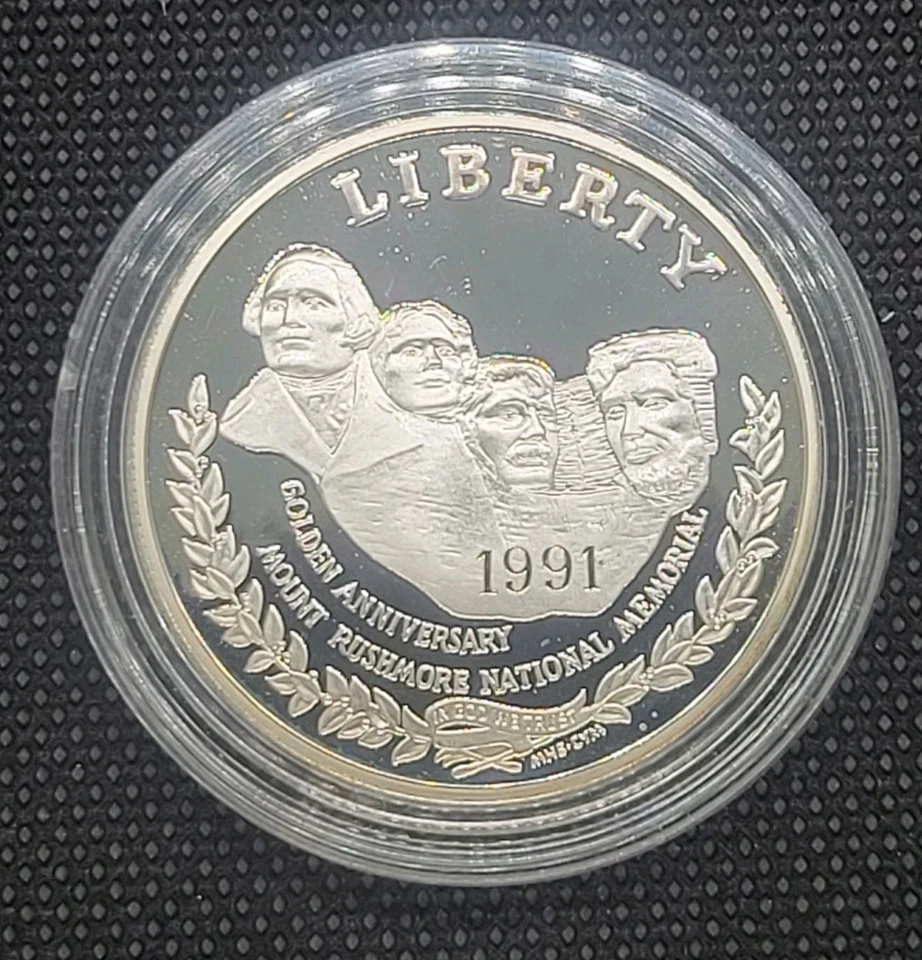 LIBERTY
1991
GOLDEN ANNIVERSARY
MOUNT RUSHMORE NATIONAL MEMORIAL
IN GOD WE TRUST